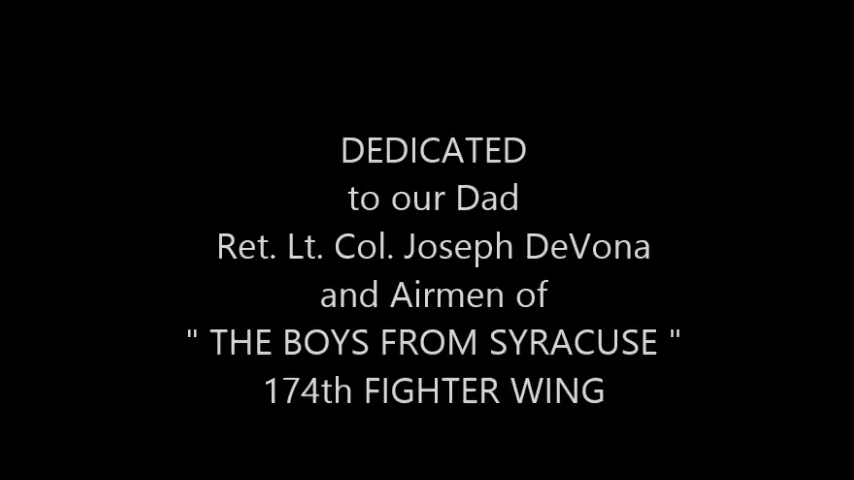 DEDICATED
to our Dad
Ret. Lt. Col. Joseph DeVona
and Airmen of
" THE BOYS FROM SYRACUSE "
174th FIGHTER WING